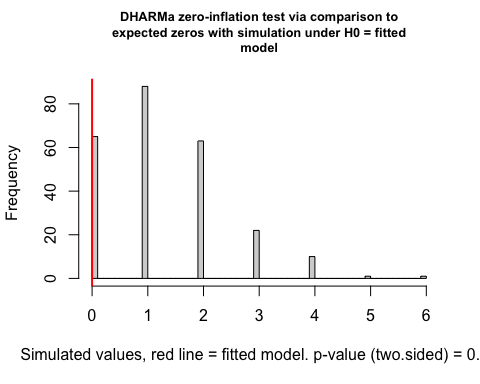 DHARMa zero-inflation test via comparison to
expected zeros with simulation under H0 = fitted
model
Frequency
80
60
40
20
0
0 1 2 3 4 5 6
Simulated values, red line = fitted model. p-value (two.sided) = 0.